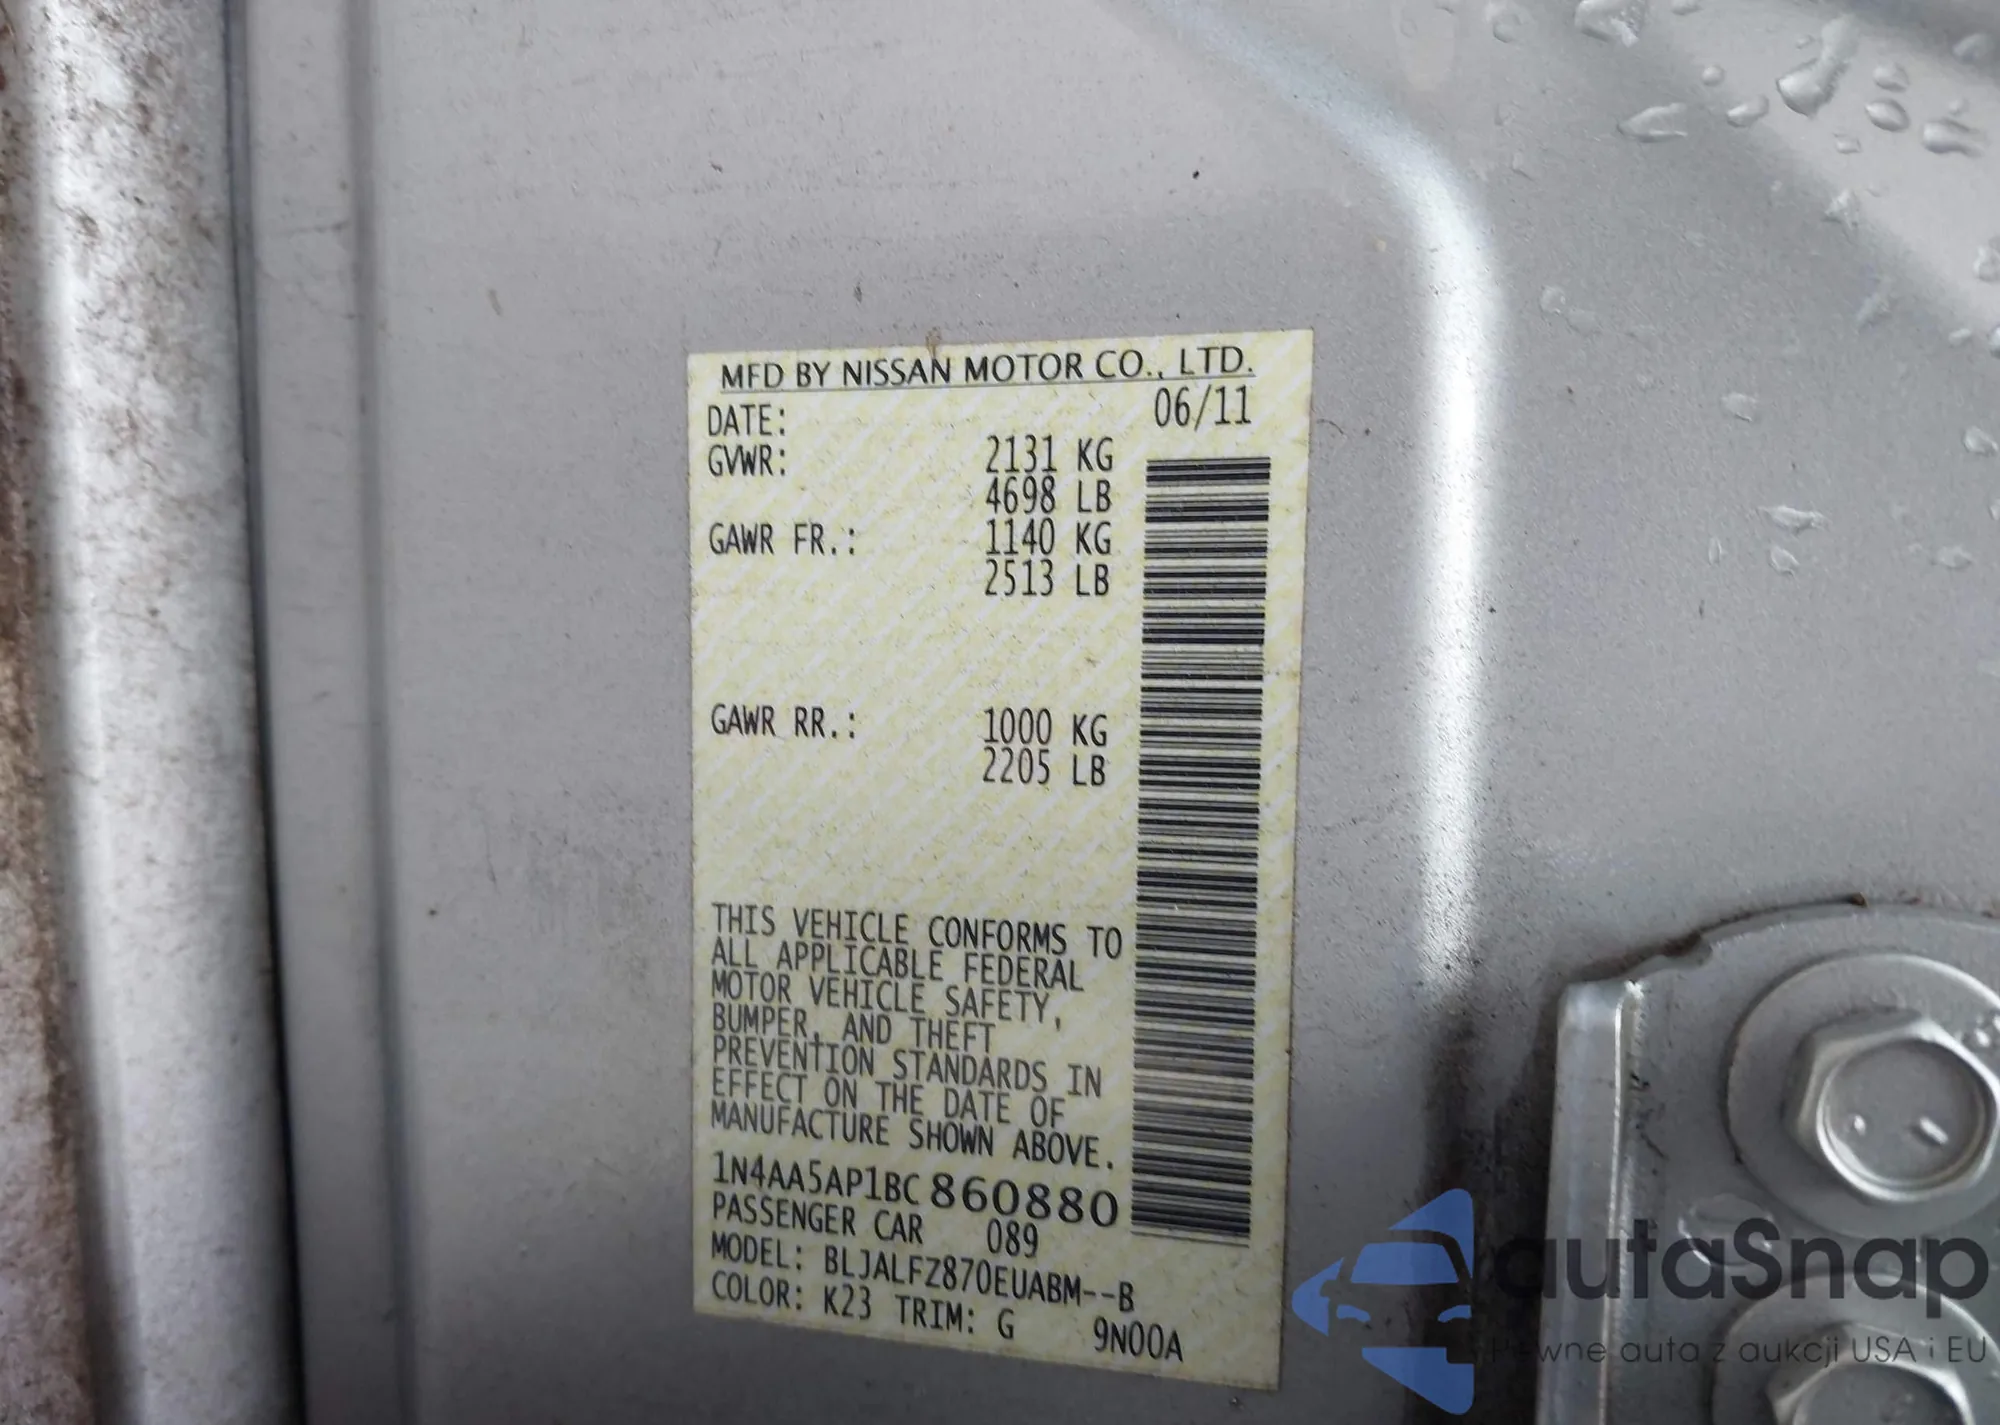 MFD BY NISSAN MOTOR CO., LTD.
DATE: 06/11
GVWR: 2131 KG
4698 LB
GAWR FR.: 1140 KG
2513 LB
GAWR RR.: 1000 KG
2205 LB
THIS VEHICLE CONFORMS TO
ALL APPLICABLE FEDERAL
MOTOR VEHICLE SAFETY,
BUMPER, AND THEFT
PREVENTION STANDARDS IN
EFFECT ON THE DATE OF
MANUFACTURE SHOWN ABOVE.
1N4AA5AP1BC860880
PASSENGER CAR 089
MODEL: BLJALFZ870EUABM--B
COLOR: K23 TRIM: G 9N00A
autaSnap
Pewne auta z aukcji USA i EU